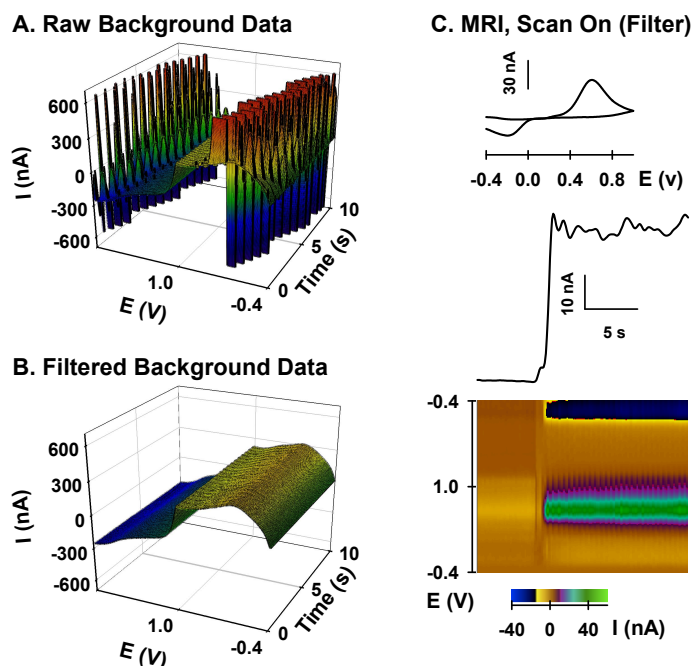 A. Raw Background Data
600
300
0
-300
-600
I (nA)
1.0
E (V)
-0.4
0
5
10
Time (s)
B. Filtered Background Data
600
300
0
-300
-600
I (nA)
1.0
E (V)
-0.4
0
5
10
Time (s)
C. MRI, Scan On (Filter)
30 nA
-0.4 0.0 0.4 0.8 E (v)
10 nA
5 s
-0.4
1.0
-0.4
E (V)
-40 0 40 I (nA)